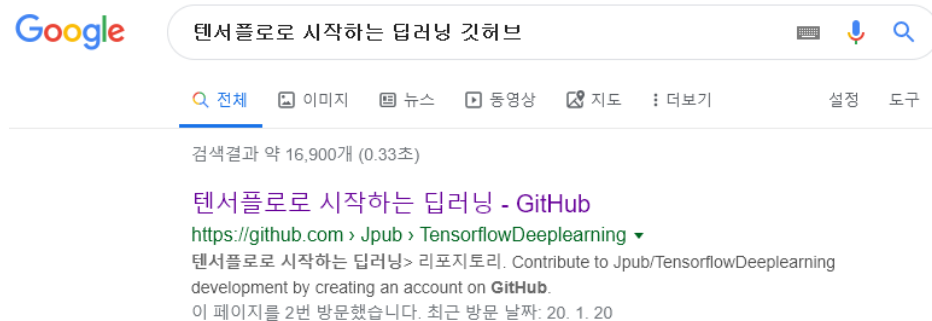 Google
텐서플로로 시작하는 딥러닝 깃허브
전체 이미지 뉴스 동영상 지도 더보기 설정 도구
검색결과 약 16,900개 (0.33초)
텐서플로로 시작하는 딥러닝 - GitHub
https://github.com › Jpub › TensorflowDeeplearning
텐서플로로 시작하는 딥러닝> 리포지토리. Contribute to Jpub/TensorflowDeeplearning
development by creating an account on GitHub.
이 페이지를 2번 방문했습니다. 최근 방문 날짜: 20. 1. 20